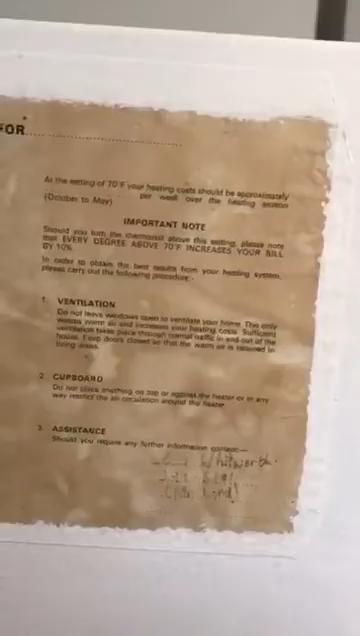 FOR
At the setting of 70°F your heating costs should be approximately
(October to May) per week over the heating season
IMPORTANT NOTE
Should you turn the thermostat above this setting, please note
that EVERY DEGREE ABOVE 70°F INCREASES YOUR BILL
BY 10%
In order to obtain the best results from your heating system,
please carry out the following procedure:-
1. VENTILATION
Do not leave windows open to ventilate your home. This only
wastes warm air and increases your heating costs. Sufficient
ventilation takes place through normal traffic in and out of the
house. Keep doors closed so that the warm air is retained in
living areas.
2. CUPBOARD
Do not place anything on top or against the heater or in any
way restrict the air circulation around the heater
3. ASSISTANCE
Should you require any further information contact:—
Whitworth